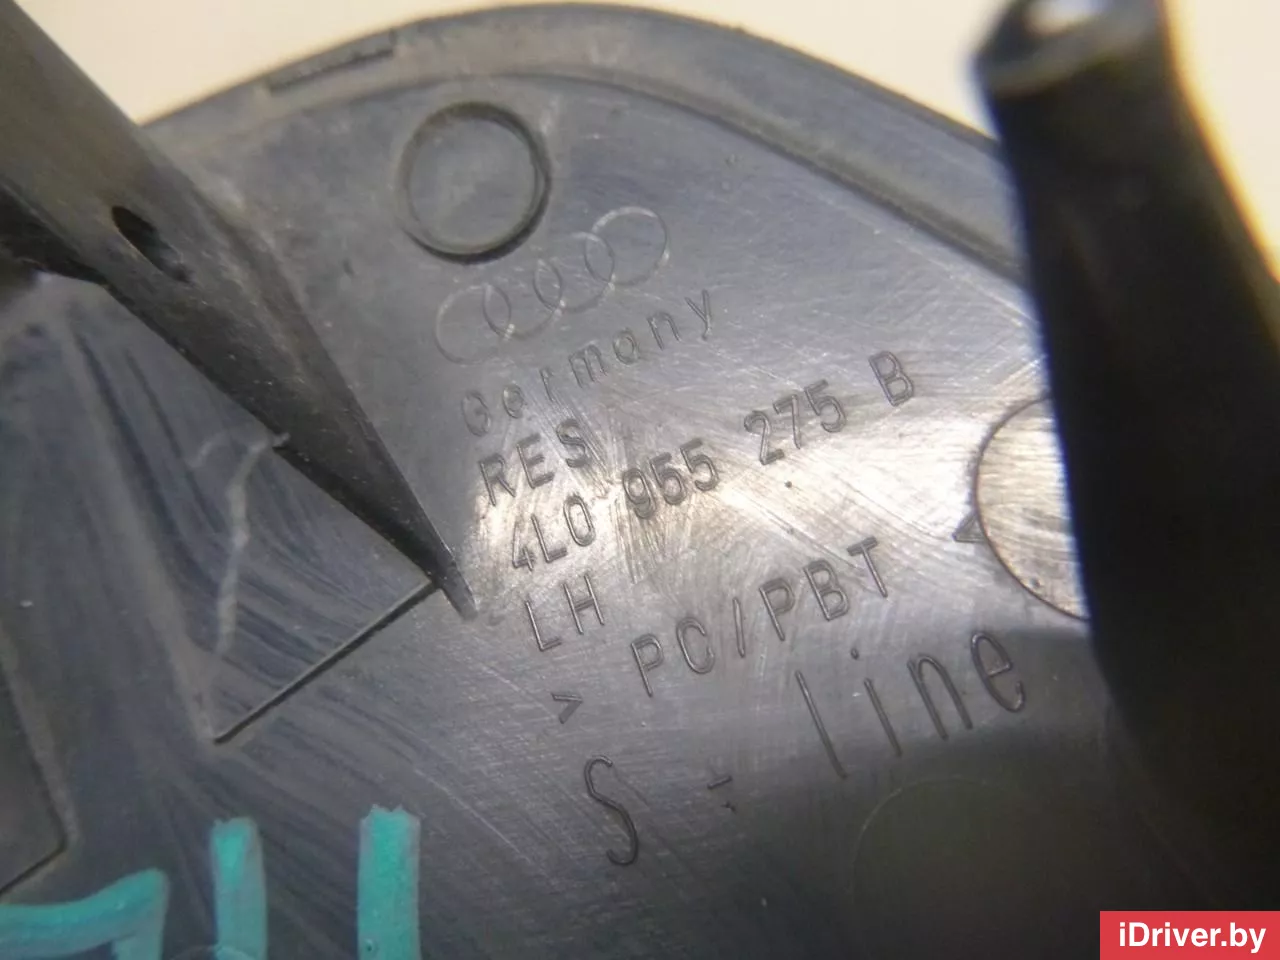 Germany
RES
4L0 955 275 B
LH
> PC/PBT <
S - line
iDriver.by